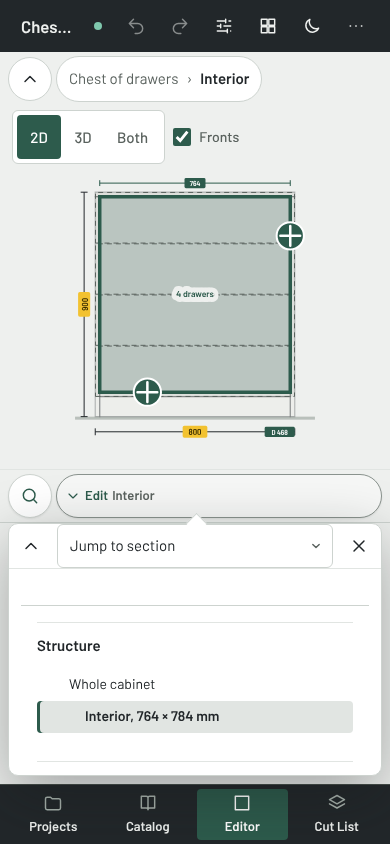 Ches...
Chest of drawers › Interior
2D 3D Both Fronts
764
4 drawers
900
800 D 468
Edit Interior
Jump to section
Structure
Whole cabinet
Interior, 764 × 784 mm
Projects Catalog Editor Cut List